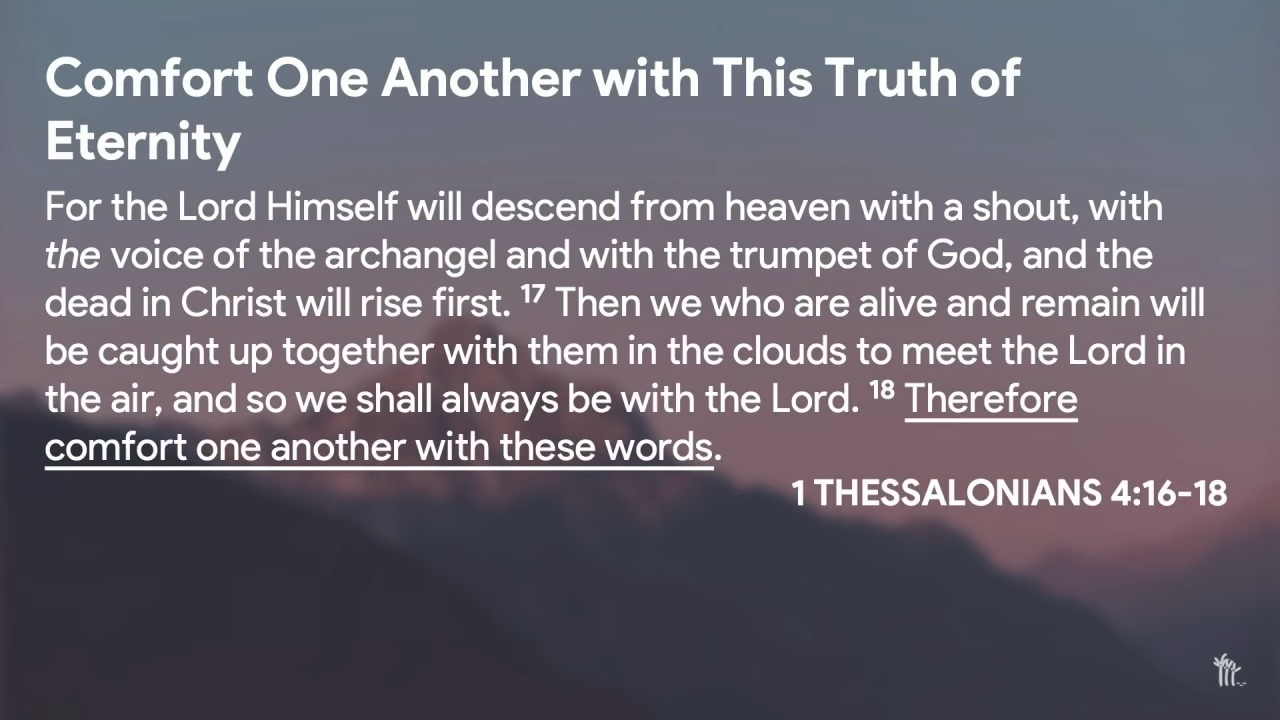 Comfort One Another with This Truth of
Eternity
For the Lord Himself will descend from heaven with a shout, with
the voice of the archangel and with the trumpet of God, and the
dead in Christ will rise first. ¹⁷ Then we who are alive and remain will
be caught up together with them in the clouds to meet the Lord in
the air, and so we shall always be with the Lord. ¹⁸ Therefore
comfort one another with these words.
1 THESSALONIANS 4:16-18